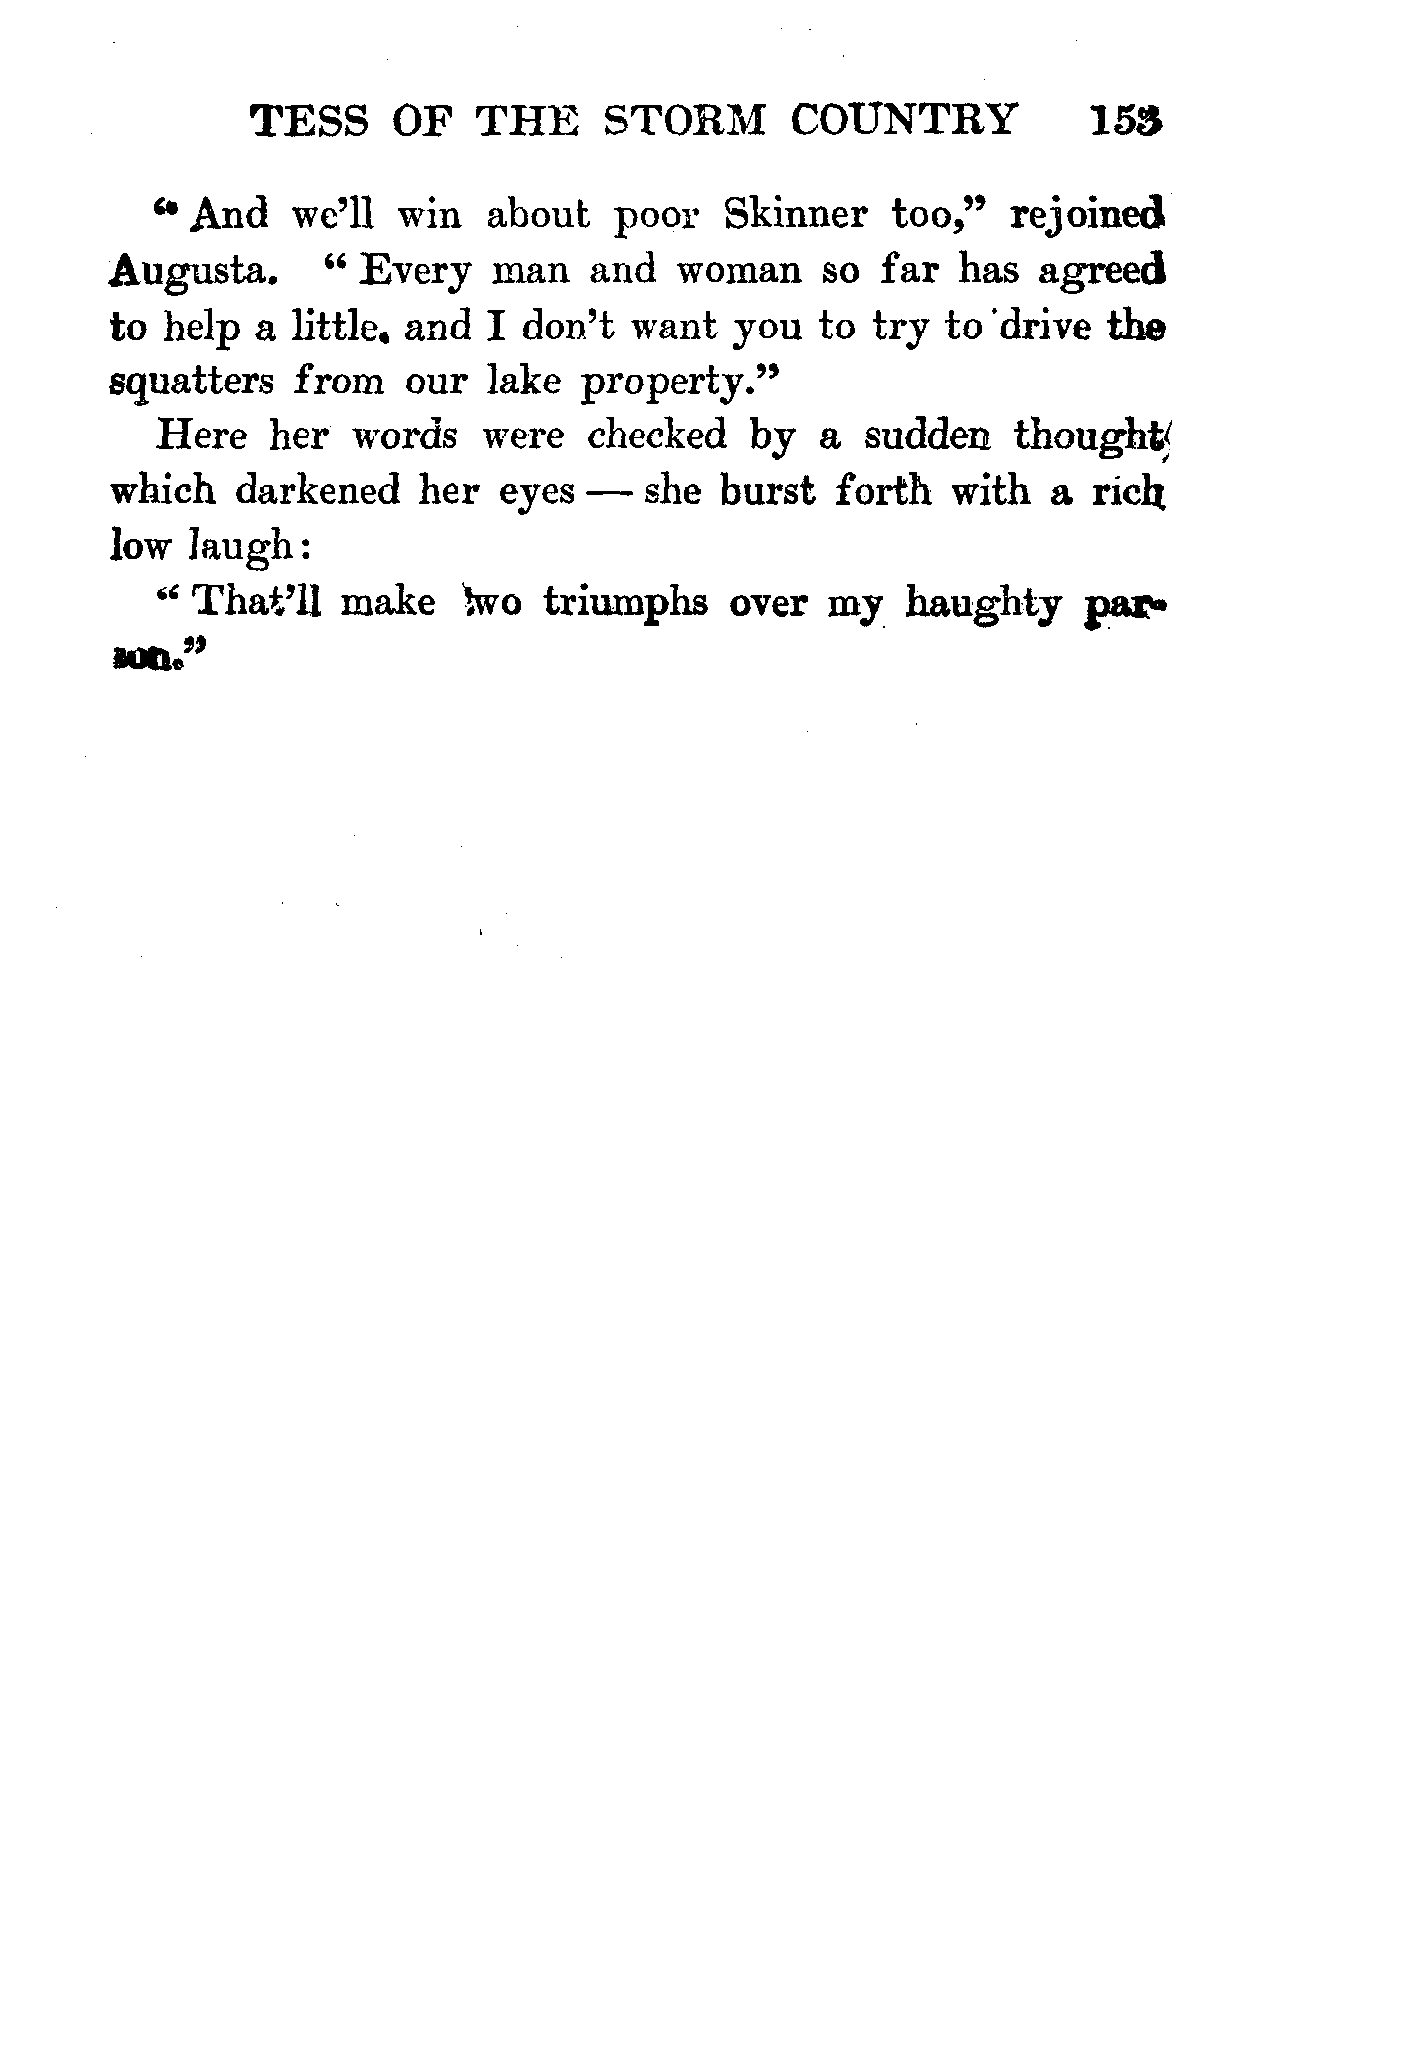 TESS OF THE STORM COUNTRY 153
“And we’ll win about poor Skinner too,” rejoined
Augusta. “Every man and woman so far has agreed
to help a little, and I don’t want you to try to drive the
squatters from our lake property.”
Here her words were checked by a sudden thought,
which darkened her eyes — she burst forth with a rich
low laugh:
“That’ll make two triumphs over my haughty par-
son.”